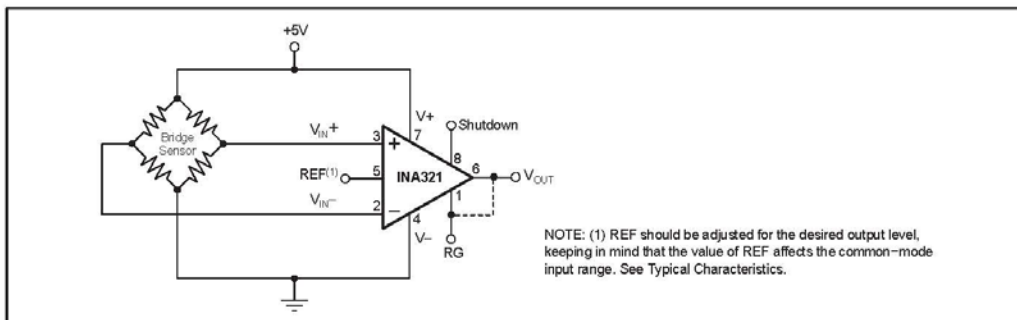 +5V
Bridge
Sensor
VIN+
3
+
V+
7
Shutdown
8
REF(1)
5
INA321
6
VOUT
VIN−
2
−
4
V−
1
RG
NOTE: (1) REF should be adjusted for the desired output level,
keeping in mind that the value of REF affects the common−mode
input range. See Typical Characteristics.